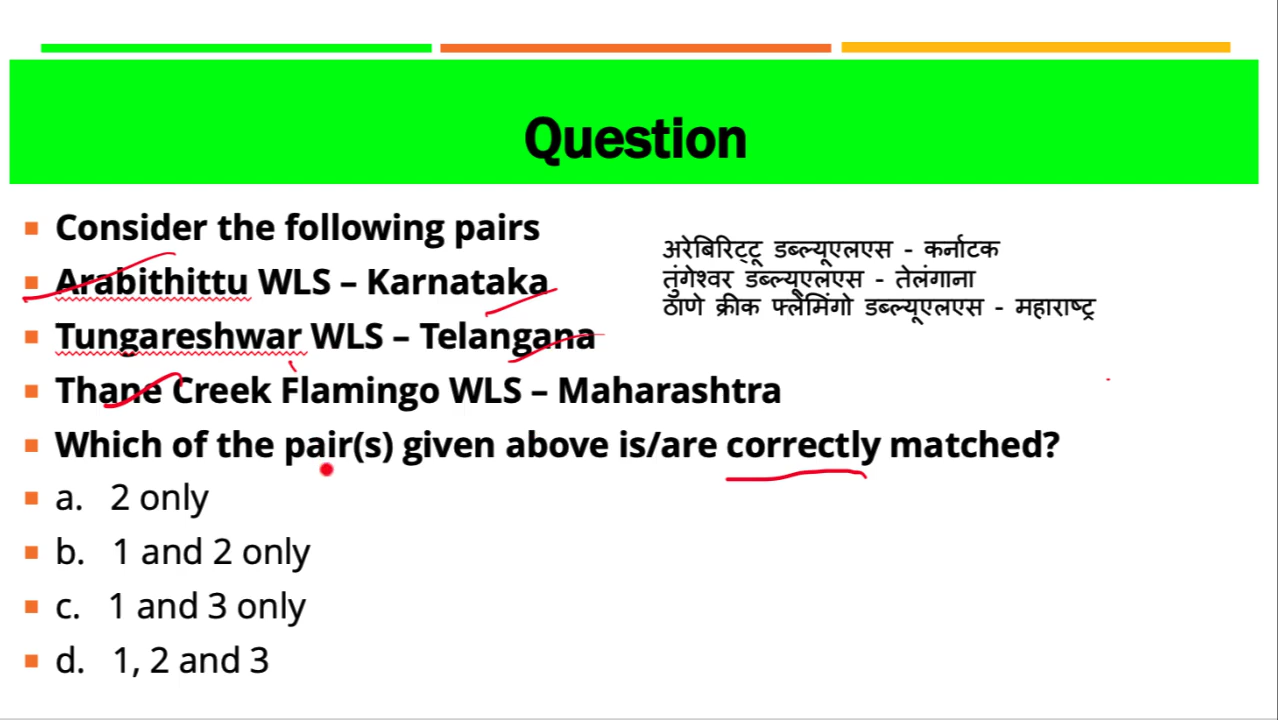 Question
Consider the following pairs
Arabithittu WLS – Karnataka
Tungareshwar WLS – Telangana
Thane Creek Flamingo WLS – Maharashtra
Which of the pair(s) given above is/are correctly matched?
a. 2 only
b. 1 and 2 only
c. 1 and 3 only
d. 1, 2 and 3
अरेबिरिट्टू डब्ल्यूएलएस - कर्नाटक
तुंगेश्वर डब्ल्यूएलएस - तेलंगाना
ठाणे क्रीक फ्लेमिंगो डब्ल्यूएलएस - महाराष्ट्र